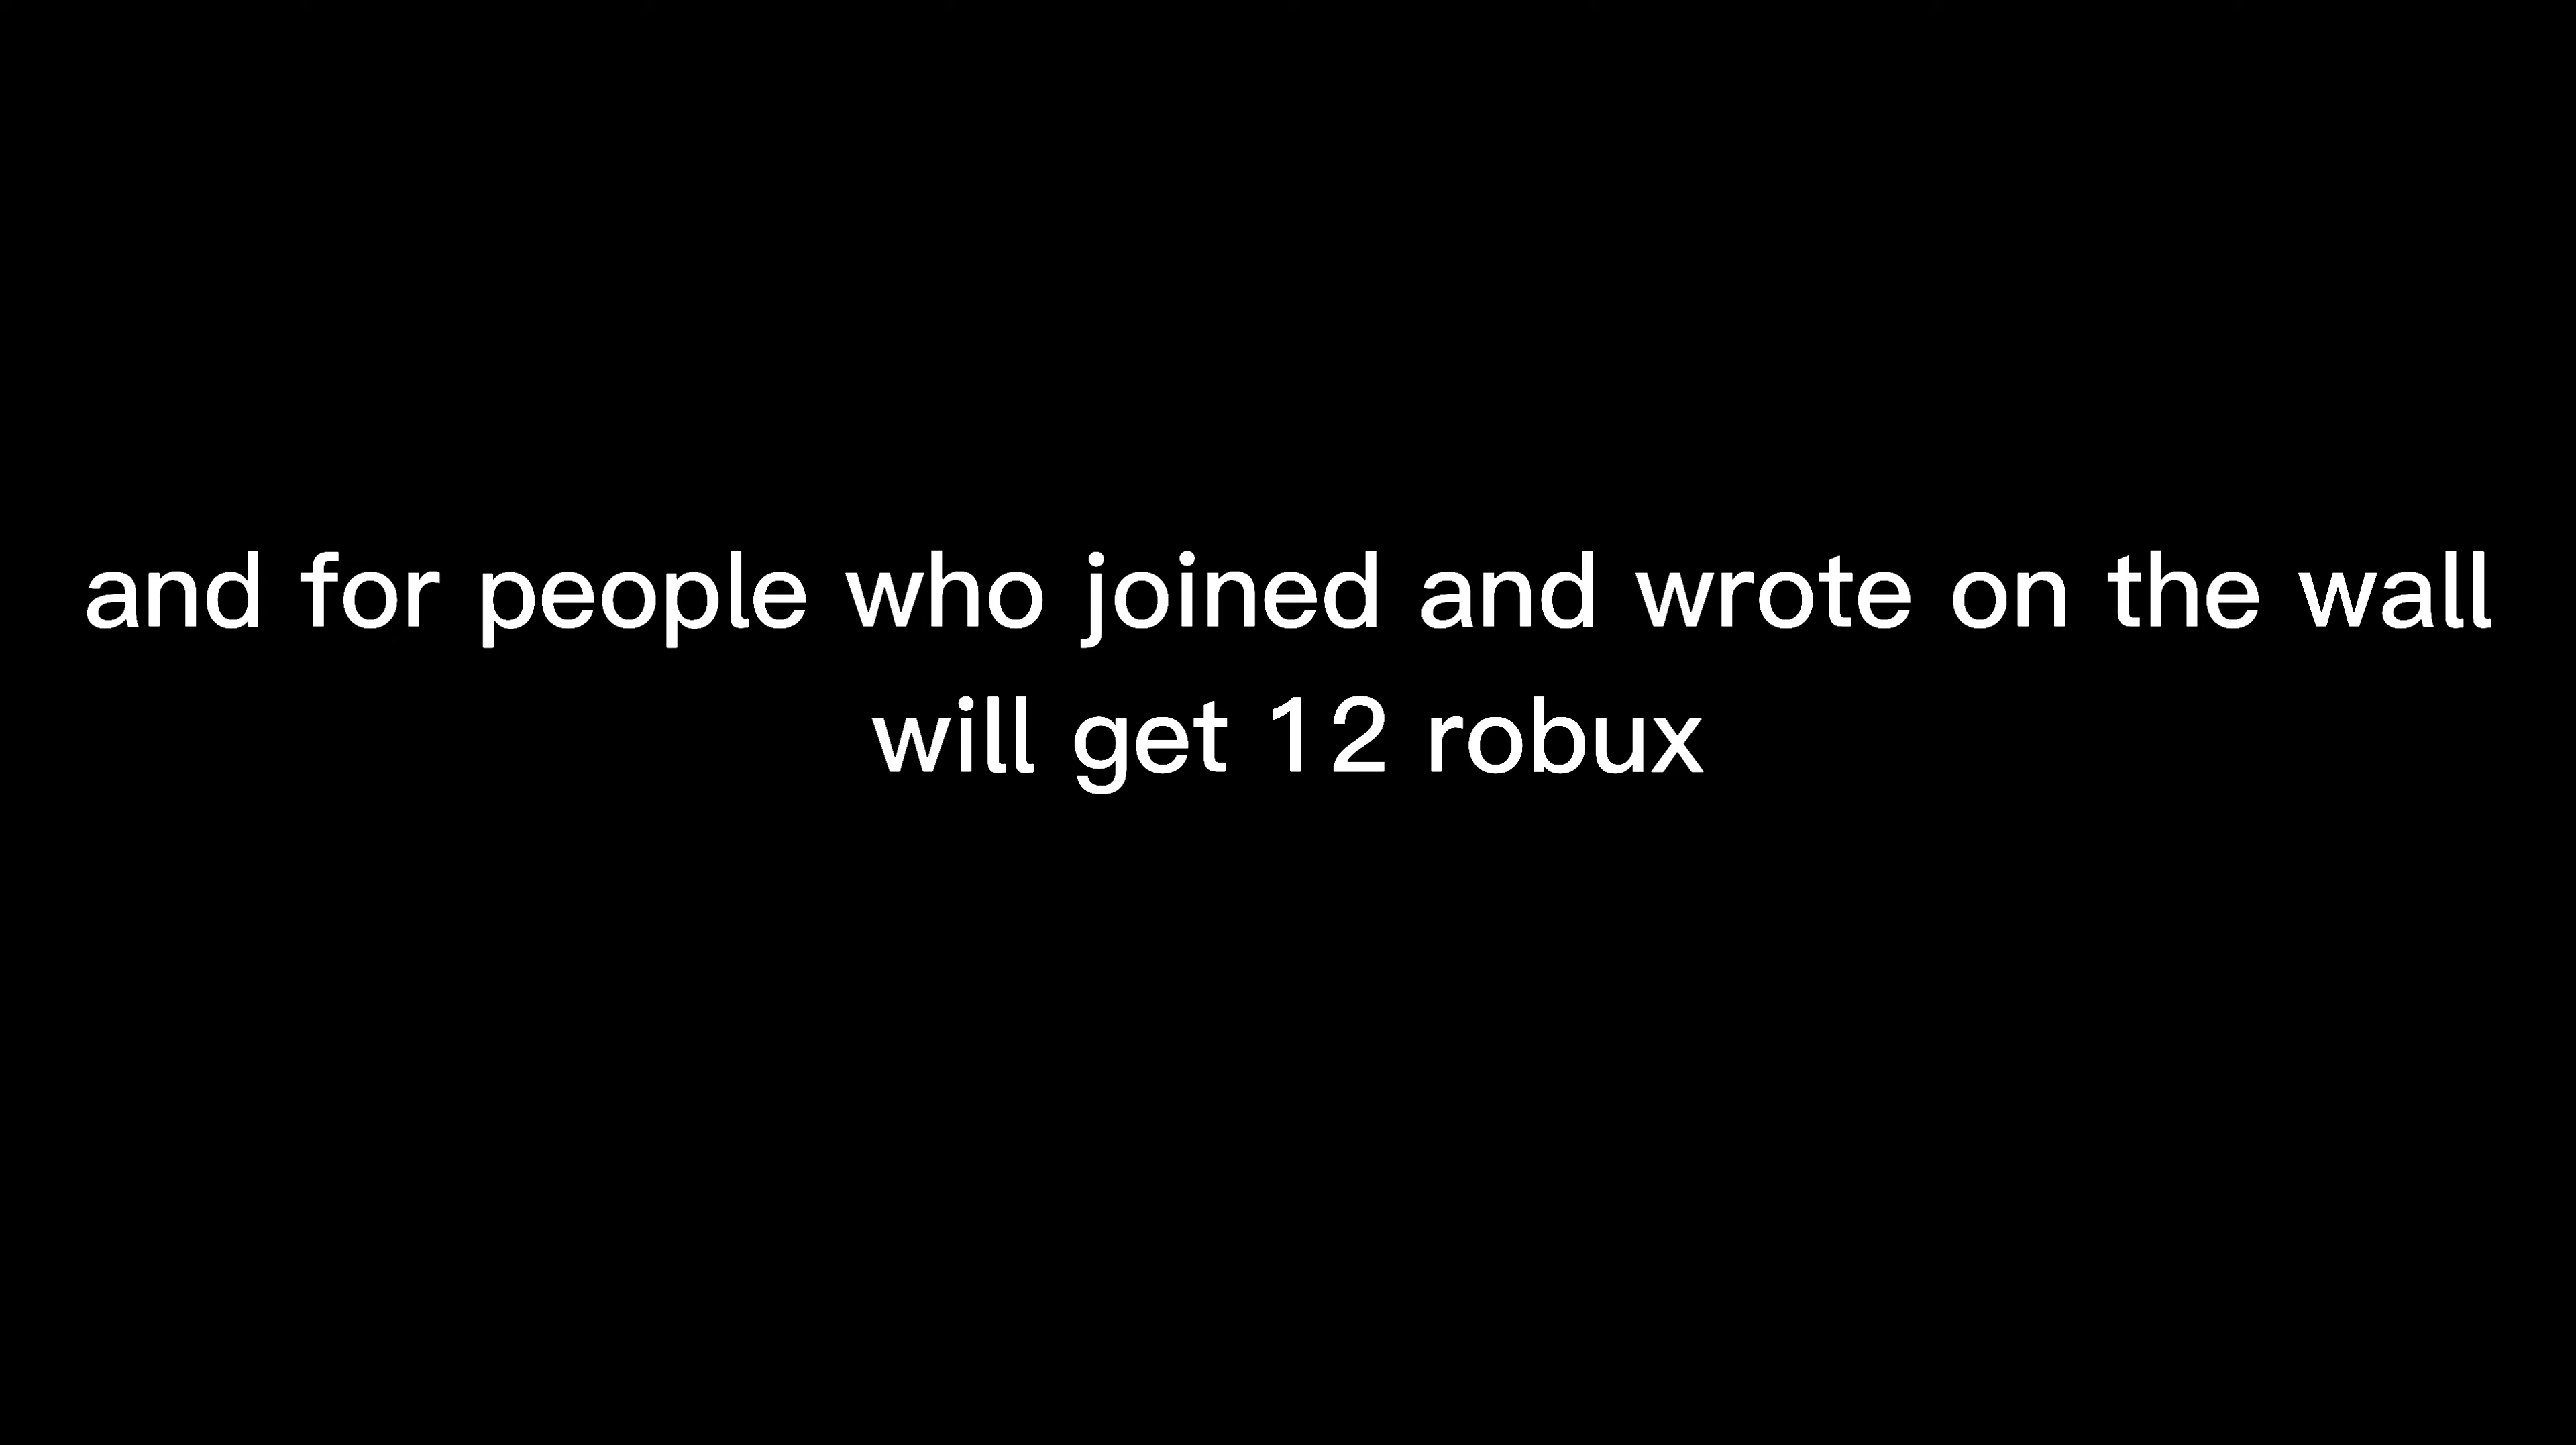 and for people who joined and wrote on the wall
will get 12 robux